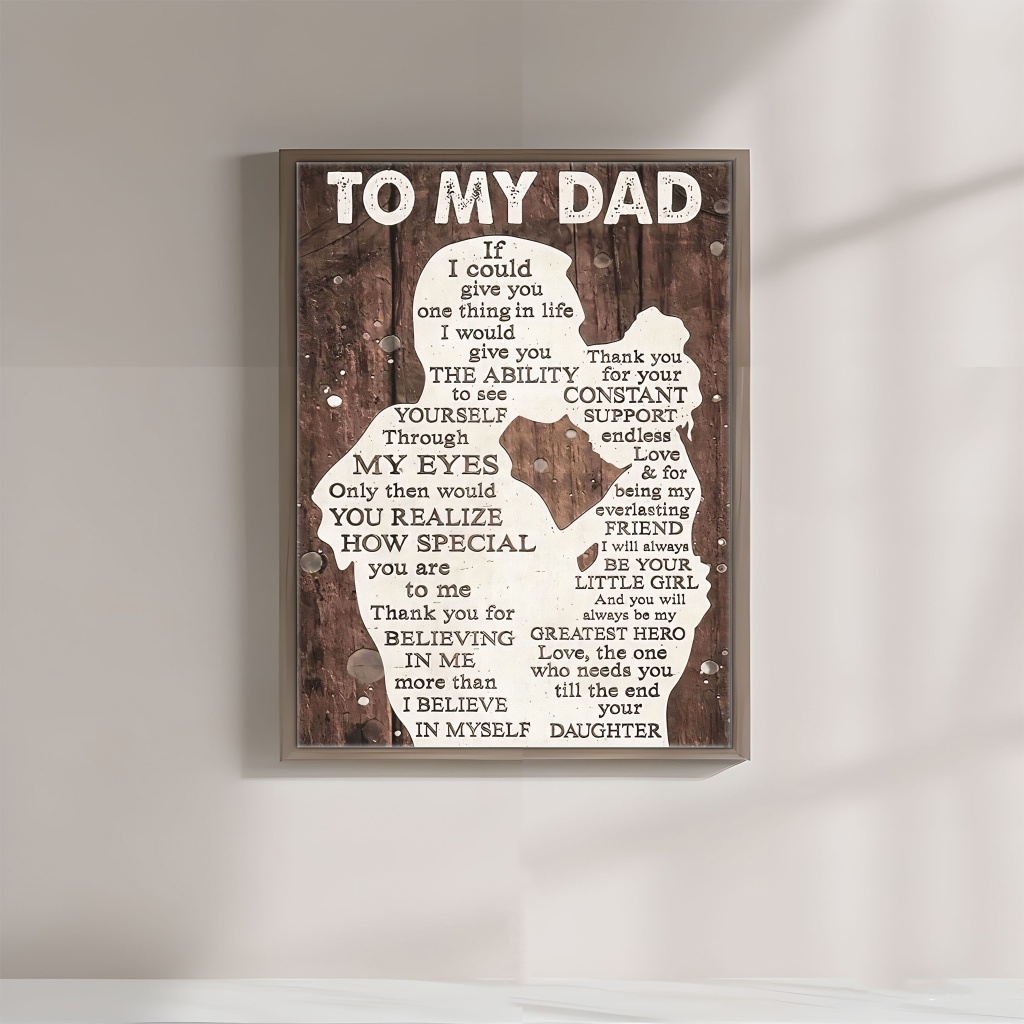 TO MY DAD
If
I could
give you
one thing in life
I would
give you
THE ABILITY
to see
YOURSELF
Through
MY EYES
Only then would
YOU REALIZE
HOW SPECIAL
you are
to me
Thank you for
BELIEVING
IN ME
more than
I BELIEVE
IN MYSELF
Thank you
for your
CONSTANT
SUPPORT
endless
Love
& for
being my
everlasting
FRIEND
I will always
BE YOUR
LITTLE GIRL
And you will
always be my
GREATEST HERO
Love, the one
who needs you
till the end
your
DAUGHTER